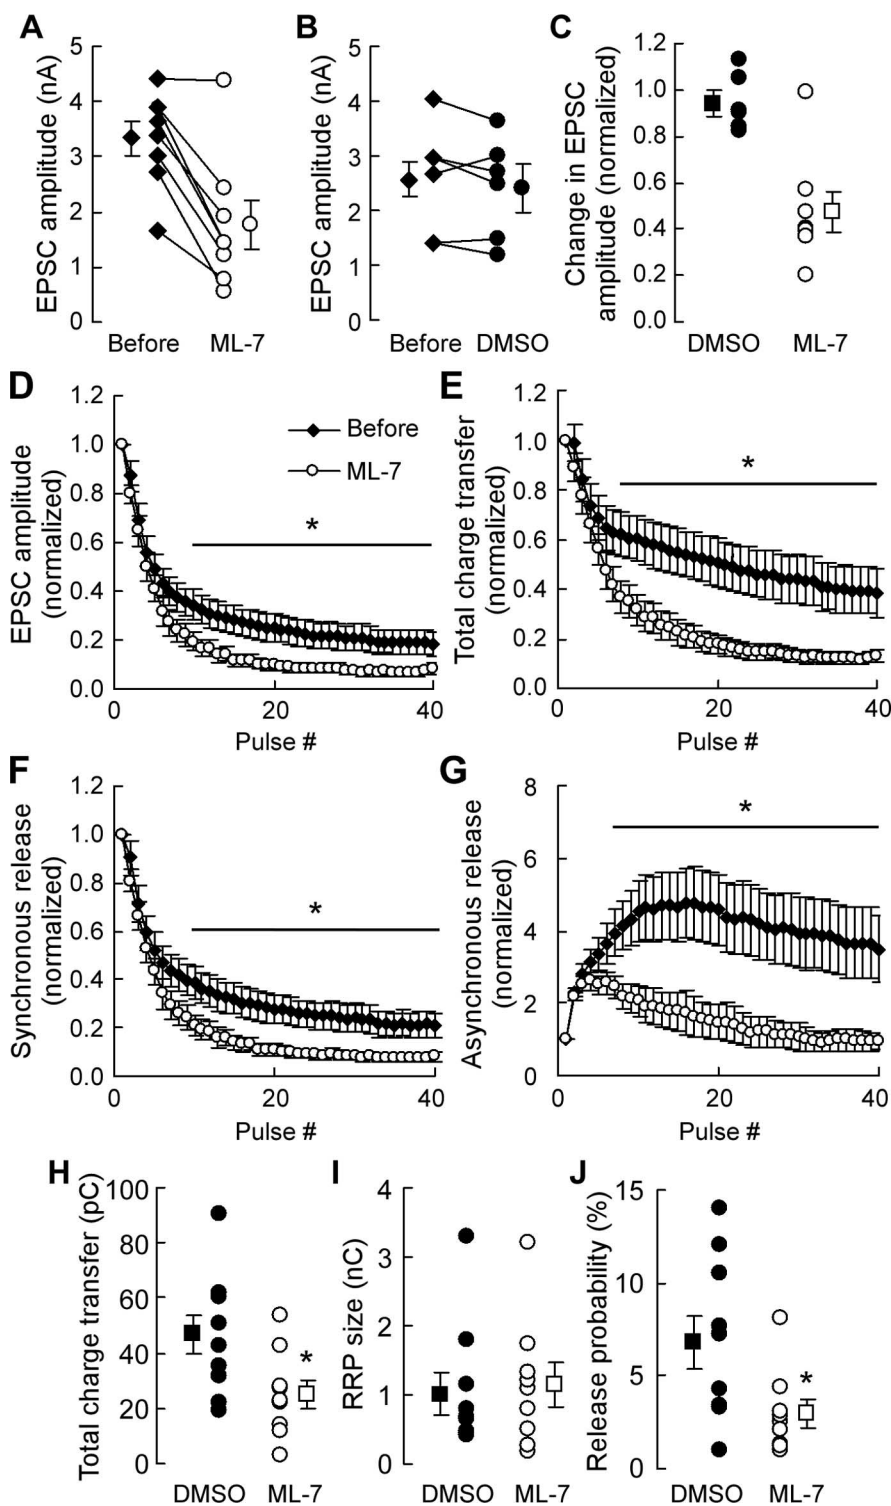 A
EPSC amplitude (nA)
5
4
3
2
1
0
Before
ML-7
B
EPSC amplitude (nA)
5
4
3
2
1
0
Before
DMSO
C
Change in EPSC
amplitude (normalized)
1.2
1.0
0.8
0.6
0.4
0.2
0.0
DMSO
ML-7
D
EPSC amplitude
(normalized)
1.2
1.0
0.8
0.6
0.4
0.2
0.0
Before
ML-7
*
0
20
40
Pulse #
E
Total charge transfer
(normalized)
1.2
1.0
0.8
0.6
0.4
0.2
0.0
*
0
20
40
Pulse #
F
Synchronous release
(normalized)
1.2
1.0
0.8
0.6
0.4
0.2
0.0
*
0
20
40
Pulse #
G
Asynchronous release
(normalized)
8
6
4
2
0
*
0
20
40
Pulse #
H
Total charge transfer (pC)
100
80
60
40
20
0
*
DMSO
ML-7
I
RRP size (nC)
4
3
2
1
0
DMSO
ML-7
J
Release probability (%)
15
10
5
0
*
DMSO
ML-7